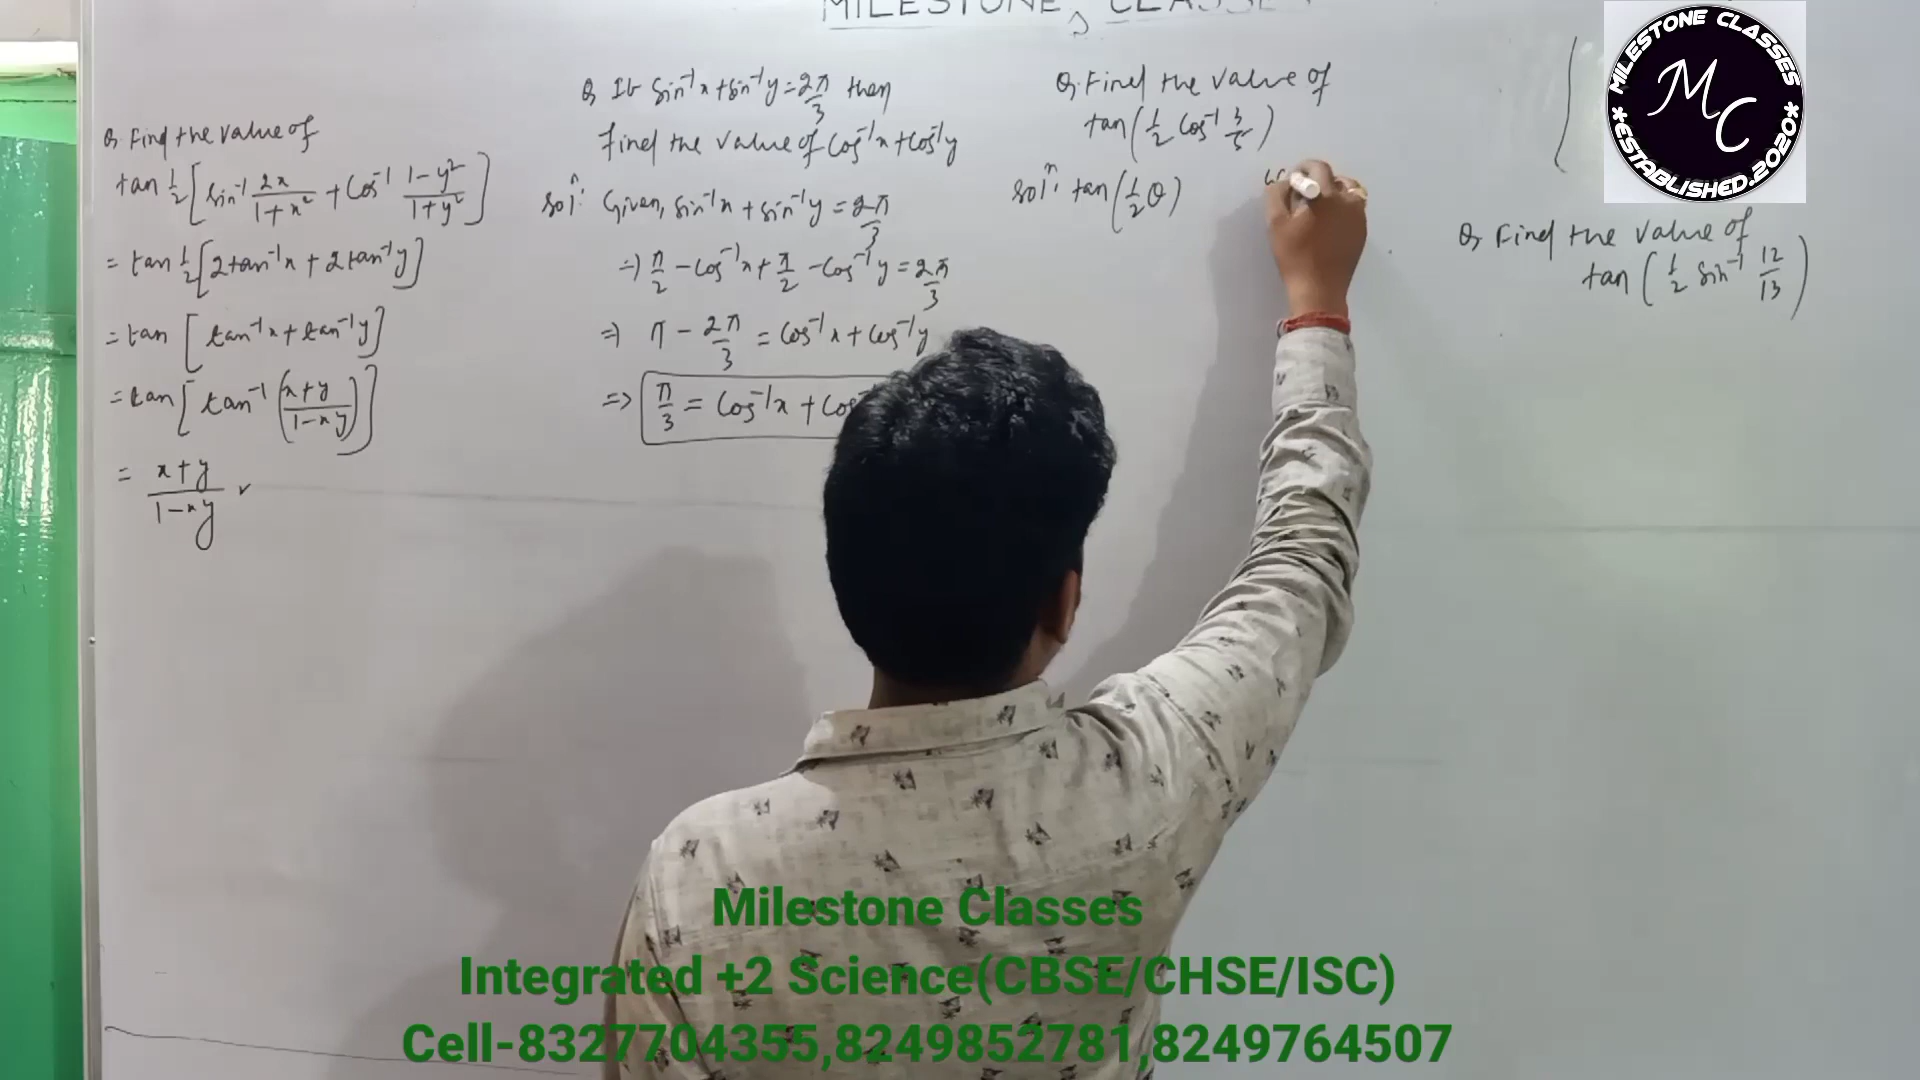 MILESTONE CLASSE
Q. Find the value of
tan 1/2 [sin⁻¹ 2x/1+x² + Cos⁻¹ 1-y²/1+y²]
= tan 1/2 [2tan⁻¹x + 2tan⁻¹y]
= tan [tan⁻¹x + tan⁻¹y]
= tan [tan⁻¹ (x+y/1-xy)]
= x+y/1-xy ✓
Q If sin⁻¹x + sin⁻¹y = 2π/3 then
find the value of Cos⁻¹x + Cos⁻¹y
Solⁿ: Given, sin⁻¹x + sin⁻¹y = 2π/3
⇒ π/2 - Cos⁻¹x + π/2 - Cos⁻¹y = 2π/3
⇒ π - 2π/3 = Cos⁻¹x + Cos⁻¹y
=> π/3 = Cos⁻¹x + Cos⁻
Q. Find the value of
tan (1/2 Cos⁻¹ 3/5)
Solⁿ: tan (1/2 θ)
Q. Find the value of
tan (1/2 Sin⁻¹ 12/13)
MILESTONE CLASSES
MC
*ESTABLISHED.2020*
Milestone Classes
Integrated +2 Science(CBSE/CHSE/ISC)
Cell-8327704355,8249852781,8249764507